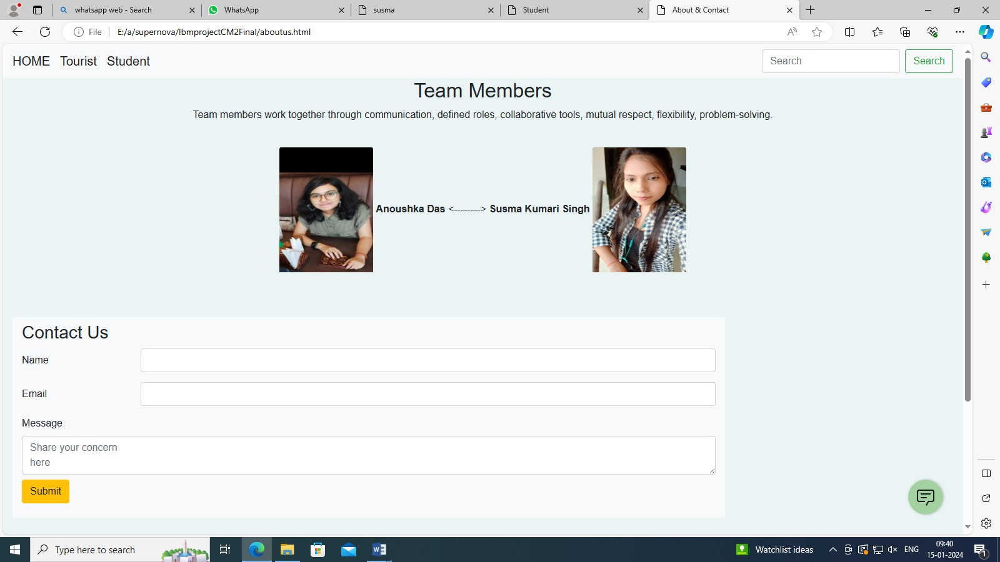 whatsapp web - Search
WhatsApp
susma
Student
About & Contact
File
E:/a/supernova/IbmprojectCM2Final/aboutus.html
HOME Tourist Student
Search
Search
Team Members
Team members work together through communication, defined roles, collaborative tools, mutual respect, flexibility, problem-solving.
Anoushka Das <--------> Susma Kumari Singh
Contact Us
Name
Email
Message
Share your concern
here
Submit
Type here to search
Watchlist ideas
ENG
09:40
15-01-2024
1